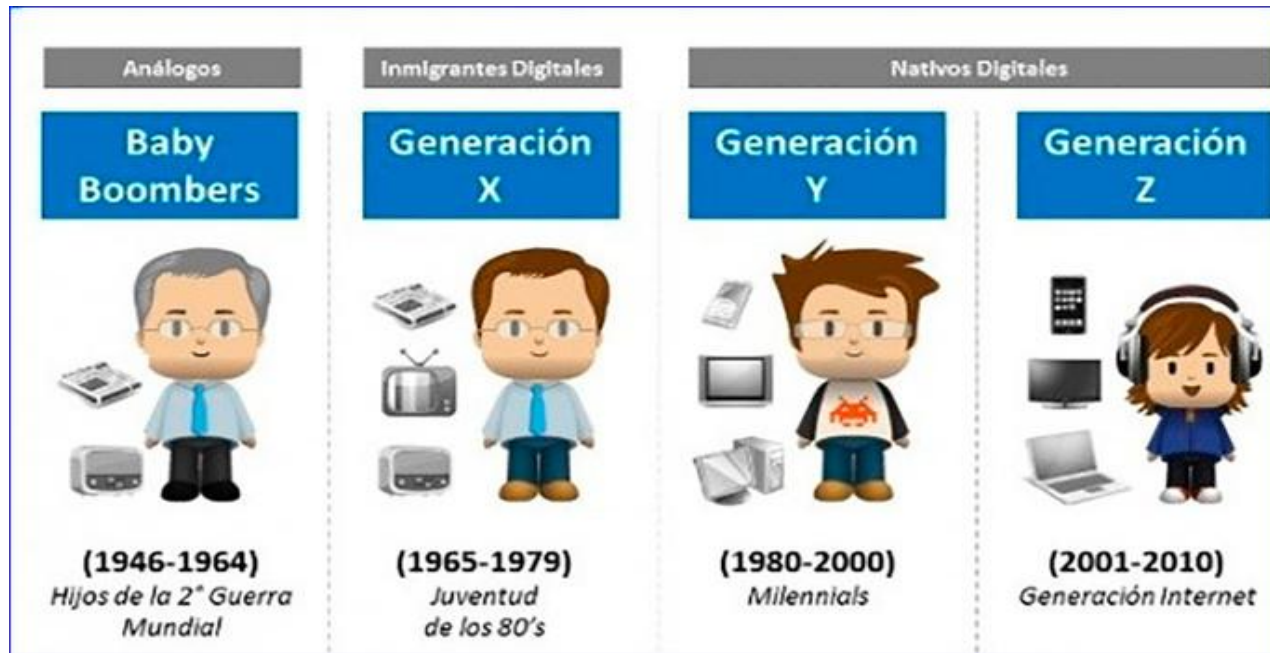 Análogos
Inmigrantes Digitales
Nativos Digitales
Baby
Boombers
Generación
X
Generación
Y
Generación
Z
(1946-1964)
Hijos de la 2° Guerra
Mundial
(1965-1979)
Juventud
de los 80's
(1980-2000)
Milennials
(2001-2010)
Generación Internet